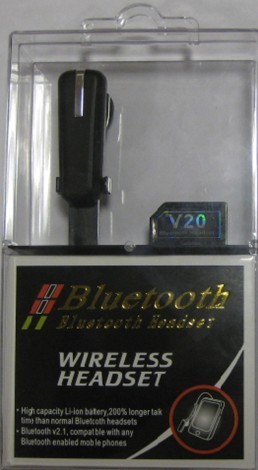 V20
Bluetooth
Bluetooth Headset
WIRELESS
HEADSET
• High capacity Li-ion battery,200% longer talk
time than normal Bluetooth headsets
• Bluetooth v2.1, compatible with any
Bluetooth enabled mobile phones